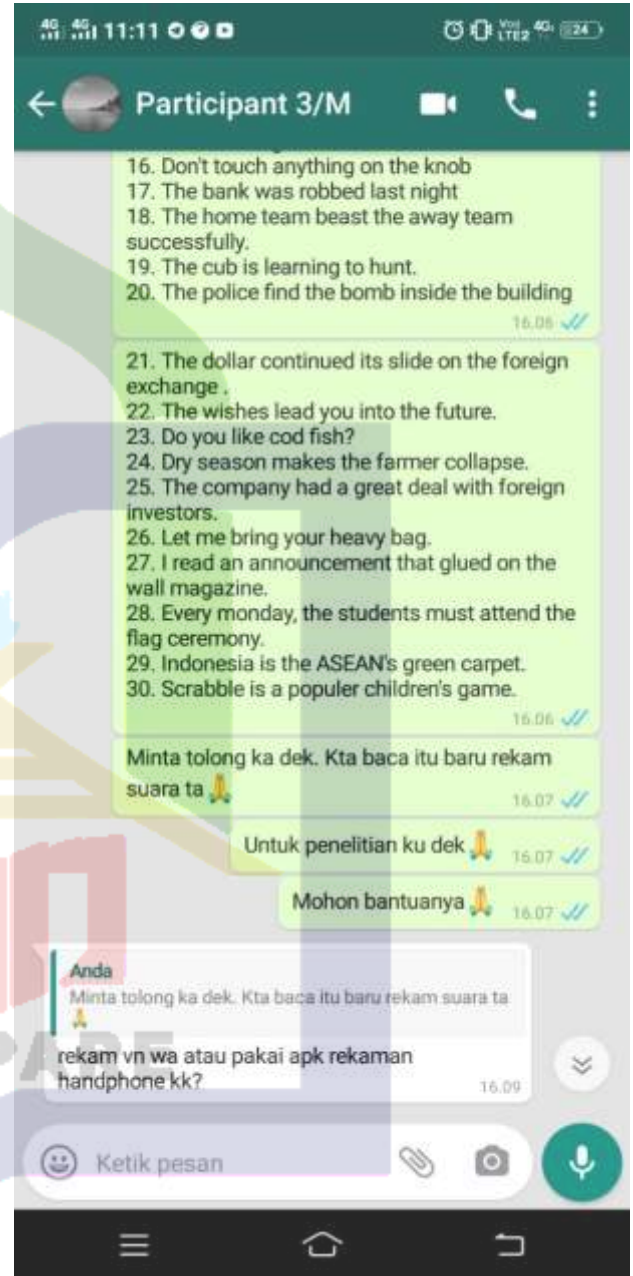 4G 4G 11:11 Vo) LTE2 4G 24
Participant 3/M
16. Don't touch anything on the knob
17. The bank was robbed last night
18. The home team beast the away team
successfully.
19. The cub is learning to hunt.
20. The police find the bomb inside the building
16.06
21. The dollar continued its slide on the foreign
exchange .
22. The wishes lead you into the future.
23. Do you like cod fish?
24. Dry season makes the farmer collapse.
25. The company had a great deal with foreign
investors.
26. Let me bring your heavy bag.
27. I read an announcement that glued on the
wall magazine.
28. Every monday, the students must attend the
flag ceremony.
29. Indonesia is the ASEAN's green carpet.
30. Scrabble is a populer children's game.
16.06
Minta tolong ka dek. Kta baca itu baru rekam
suara ta 🙏
16.07
Untuk penelitian ku dek 🙏 16.07
Mohon bantuanya 🙏 16.07
Anda
Minta tolong ka dek. Kta baca itu baru rekam suara ta
🙏
rekam vn wa atau pakai apk rekaman
handphone kk?
16.09
Ketik pesan